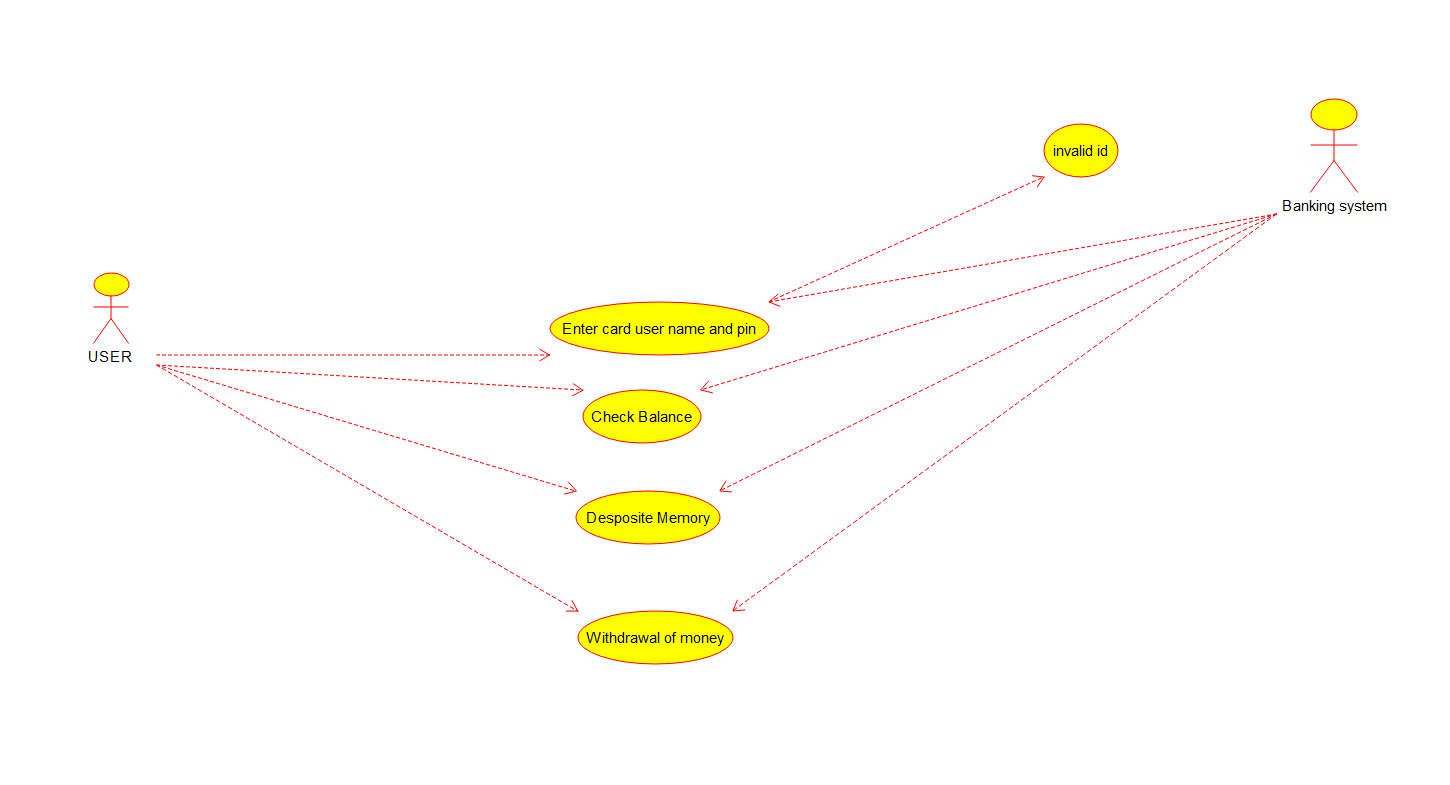 invalid id
Banking system
Enter card user name and pin
USER
Check Balance
Desposite Memory
Withdrawal of money